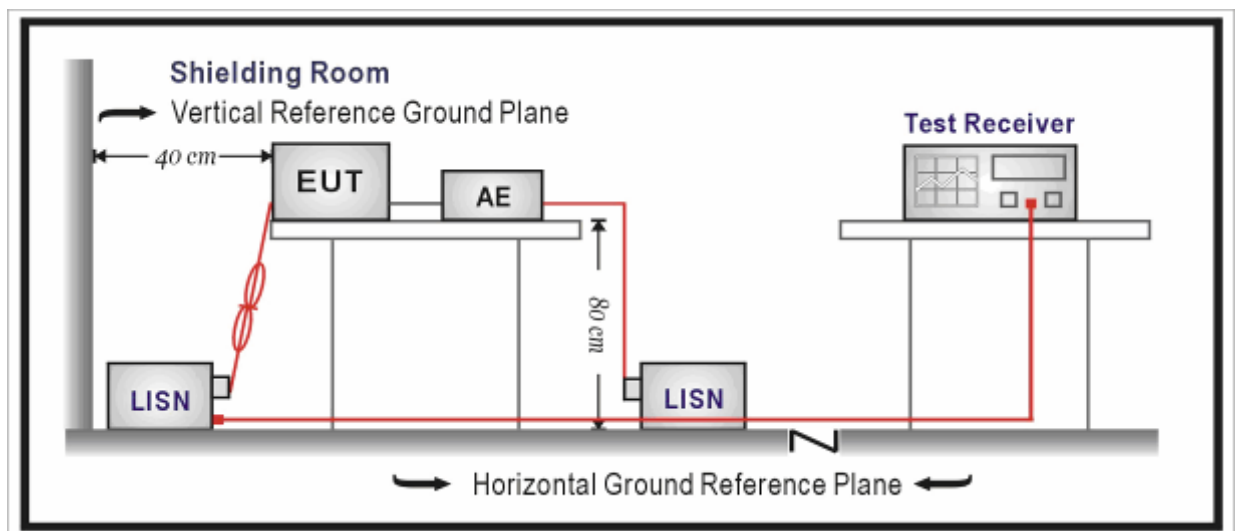 Shielding Room
Vertical Reference Ground Plane
40 cm
EUT
AE
Test Receiver
80 cm
LISN
LISN
Horizontal Ground Reference Plane